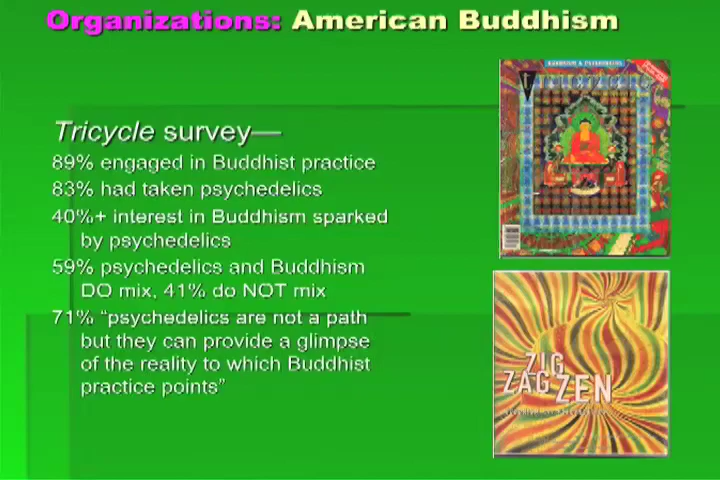 Organizations: American Buddhism
Tricycle survey—
89% engaged in Buddhist practice
83% had taken psychedelics
40%+ interest in Buddhism sparked
by psychedelics
59% psychedelics and Buddhism
DO mix, 41% do NOT mix
71% “psychedelics are not a path
but they can provide a glimpse
of the reality to which Buddhist
practice points”
ZIG
ZAG ZEN